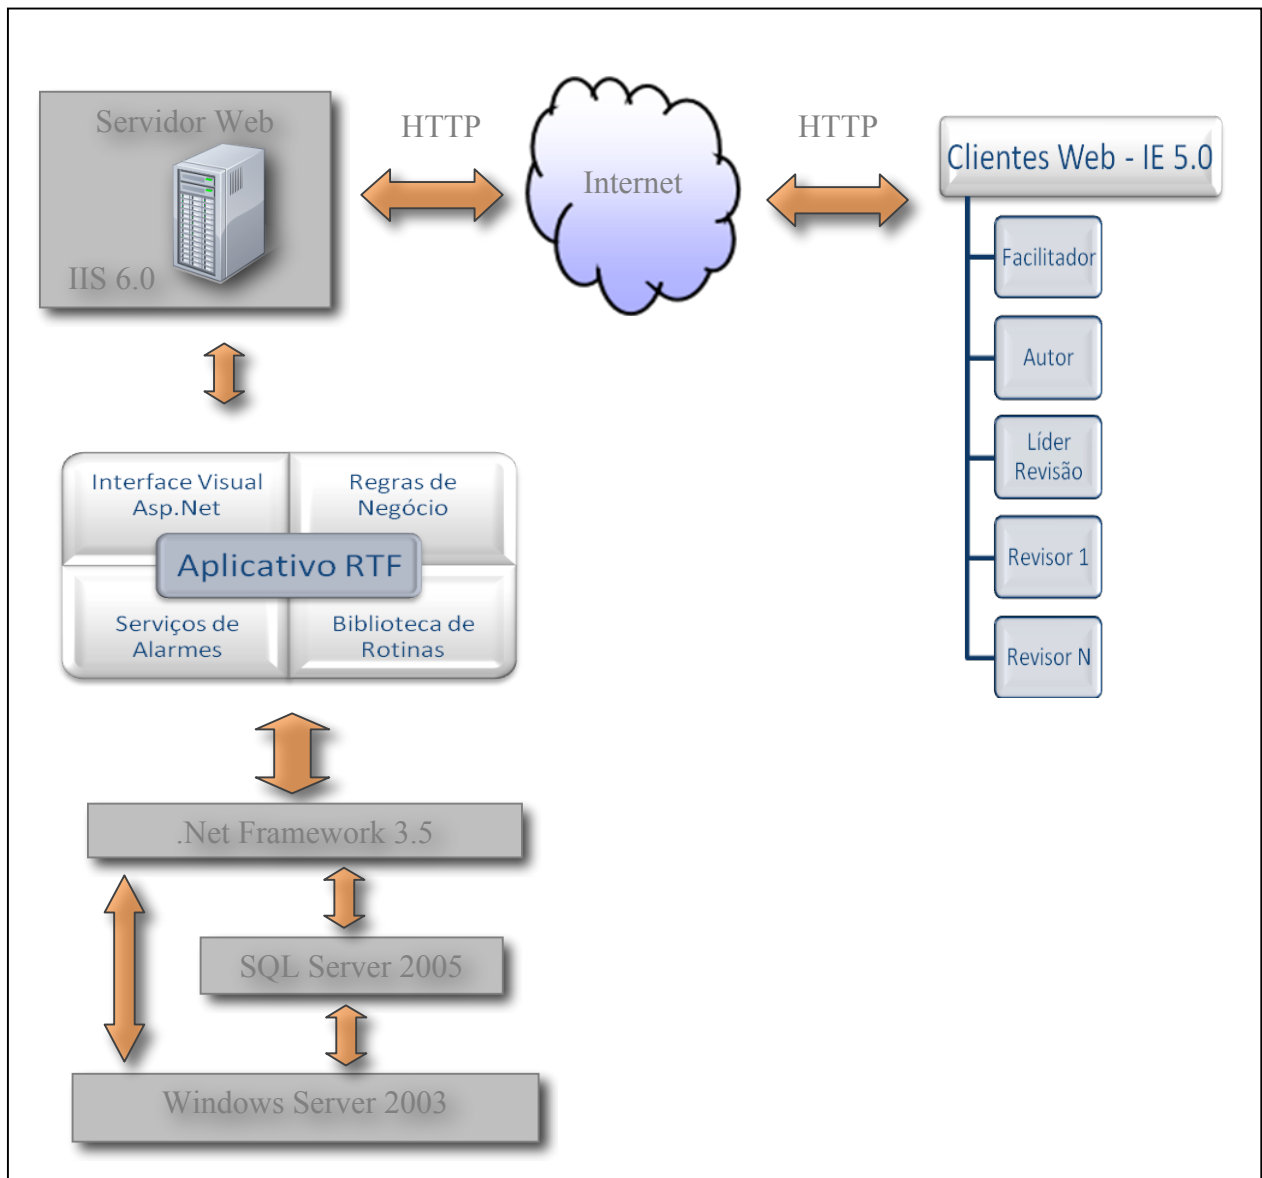 Servidor Web
IIS 6.0
HTTP
Internet
HTTP
Clientes Web - IE 5.0
Facilitador
Autor
Líder
Revisão
Revisor 1
Revisor N
Interface Visual
Asp.Net
Regras de
Negócio
Aplicativo RTF
Serviços de
Alarmes
Biblioteca de
Rotinas
.Net Framework 3.5
SQL Server 2005
Windows Server 2003